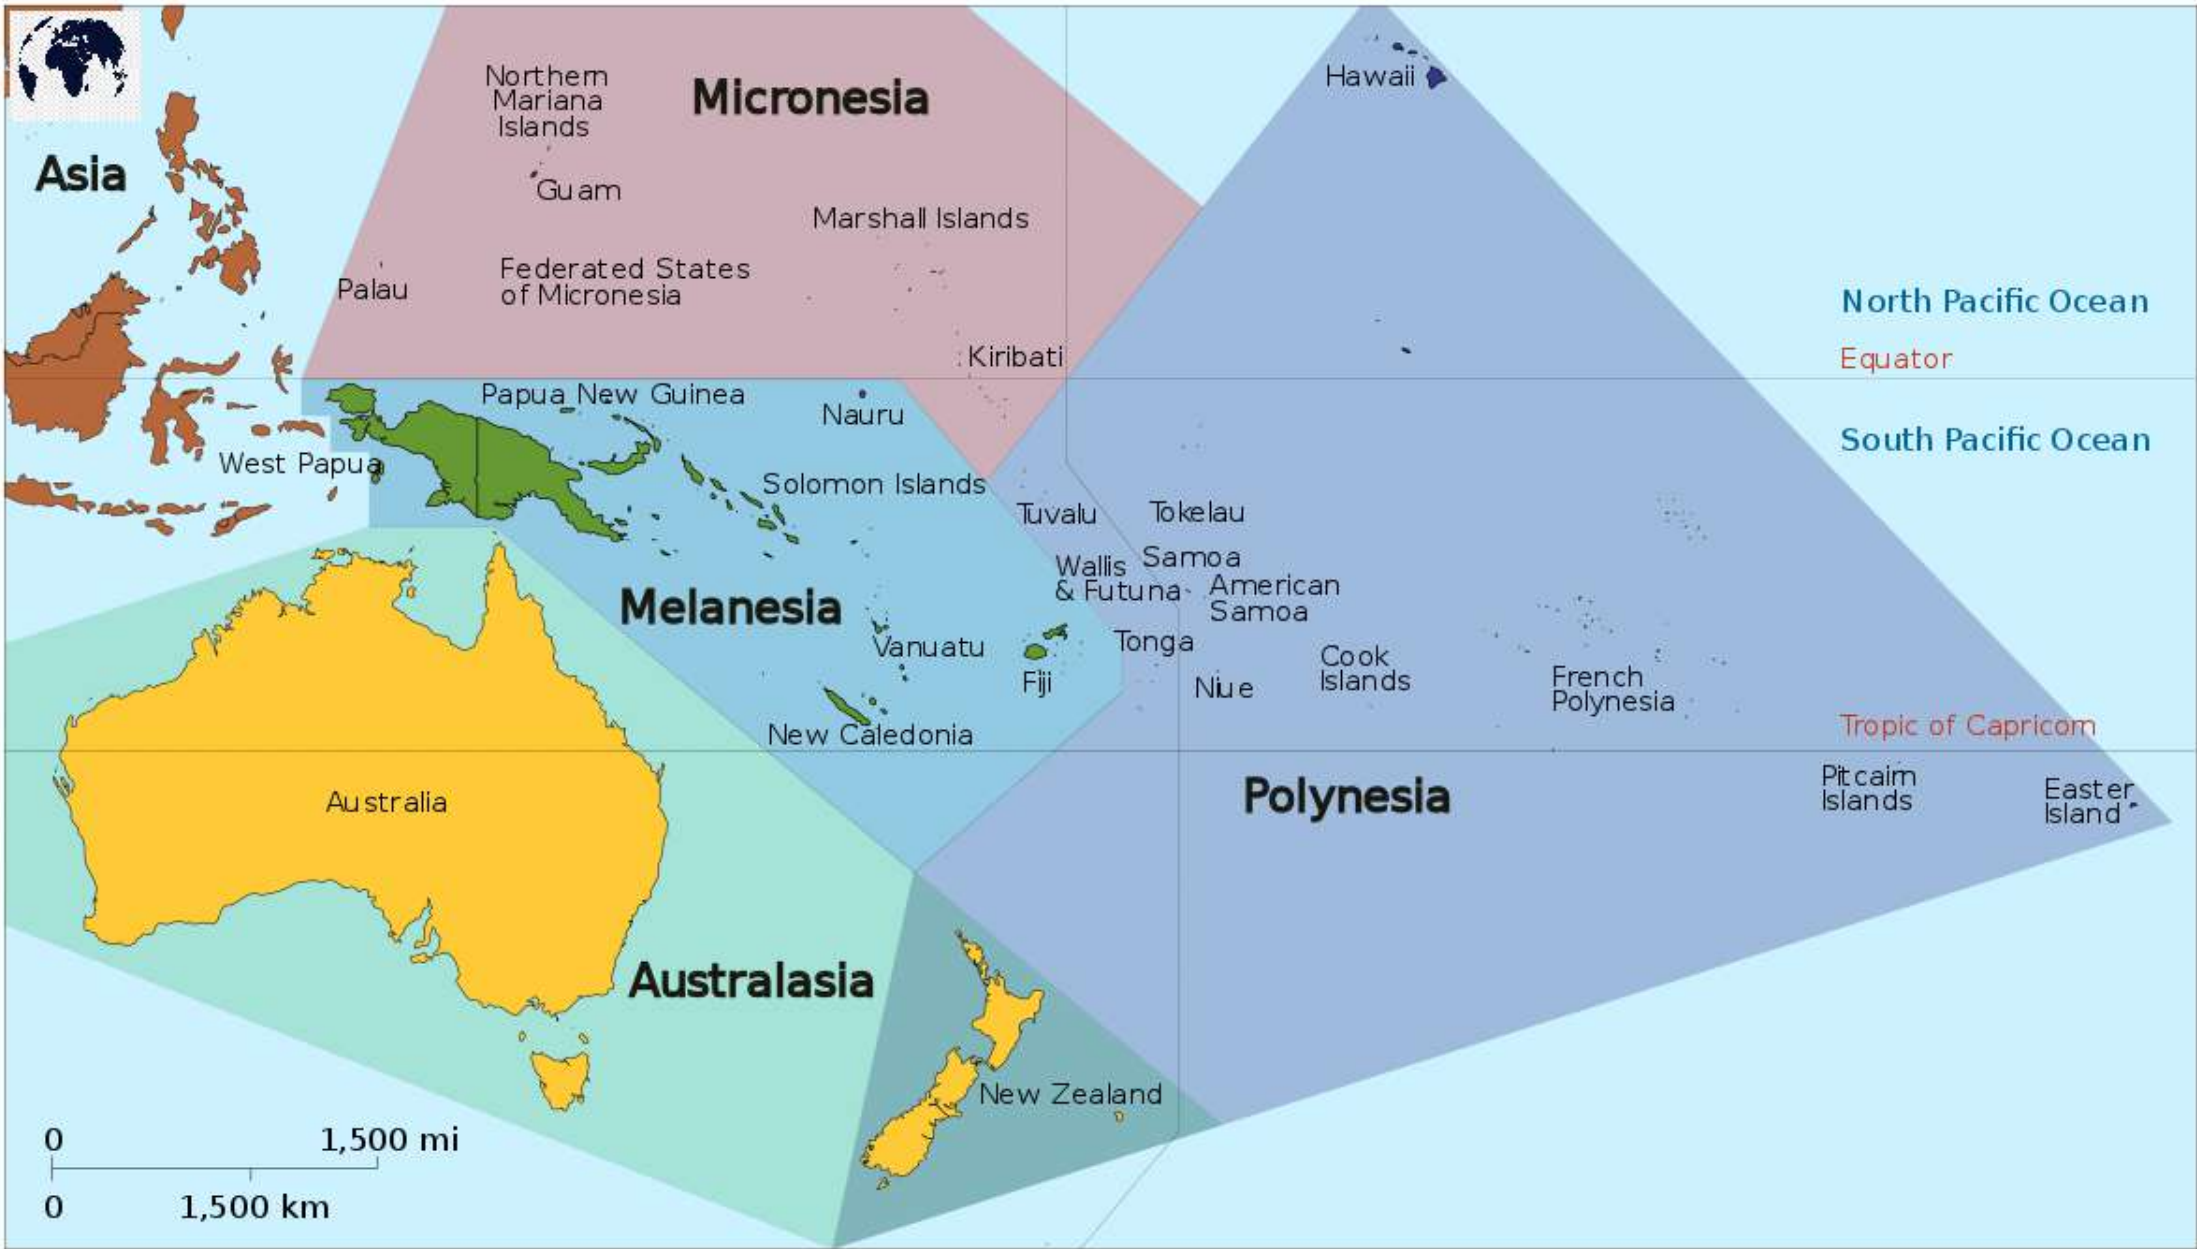 Northern
Mariana
Islands
Micronesia
Hawaii
Asia
Guam
Marshall Islands
Palau
Federated States
of Micronesia
North Pacific Ocean
Kiribati
Equator
Papua New Guinea
Nauru
South Pacific Ocean
West Papua
Solomon Islands
Tuvalu
Tokelau
Samoa
Wallis
& Futuna
American
Samoa
Melanesia
Vanuatu
Tonga
Fiji
Niue
Cook
Islands
French
Polynesia
New Caledonia
Tropic of Capricorn
Pitcairn
Islands
Easter
Island
Polynesia
Australia
Australasia
New Zealand
0 1,500 mi
0 1,500 km